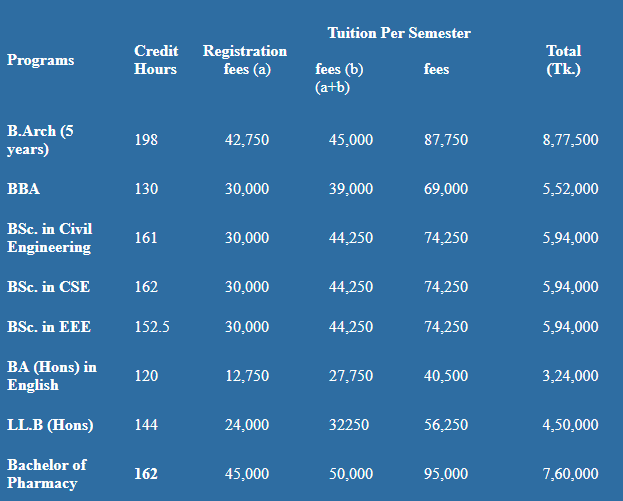 Tuition Per Semester
Programs Credit Hours Registration fees (a) fees (b) (a+b) fees Total (Tk.)
B.Arch (5 years) 198 42,750 45,000 87,750 8,77,500
BBA 130 30,000 39,000 69,000 5,52,000
BSc. in Civil Engineering 161 30,000 44,250 74,250 5,94,000
BSc. in CSE 162 30,000 44,250 74,250 5,94,000
BSc. in EEE 152.5 30,000 44,250 74,250 5,94,000
BA (Hons) in English 120 12,750 27,750 40,500 3,24,000
LL.B (Hons) 144 24,000 32250 56,250 4,50,000
Bachelor of Pharmacy 162 45,000 50,000 95,000 7,60,000